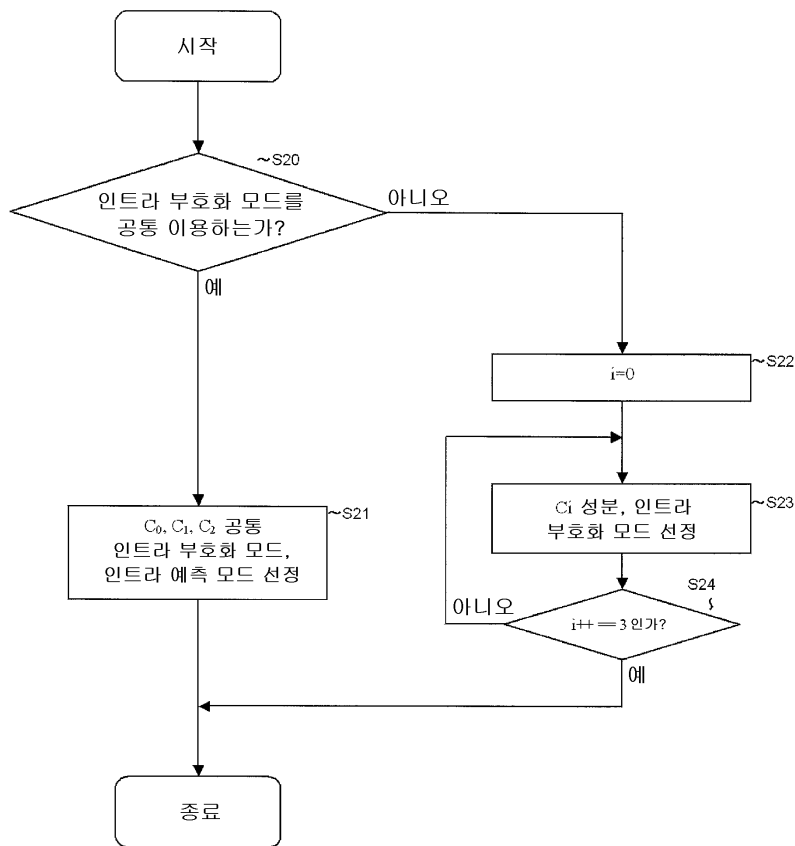 시작
~S20
인트라 부호화 모드를
공통 이용하는가?
아니오
예
~S22
i=0
~S21
C₀, C₁, C₂ 공통
인트라 부호화 모드,
인트라 예측 모드 선정
~S23
Ci 성분, 인트라
부호화 모드 선정
S24
아니오
i++ == 3 인가?
예
종료